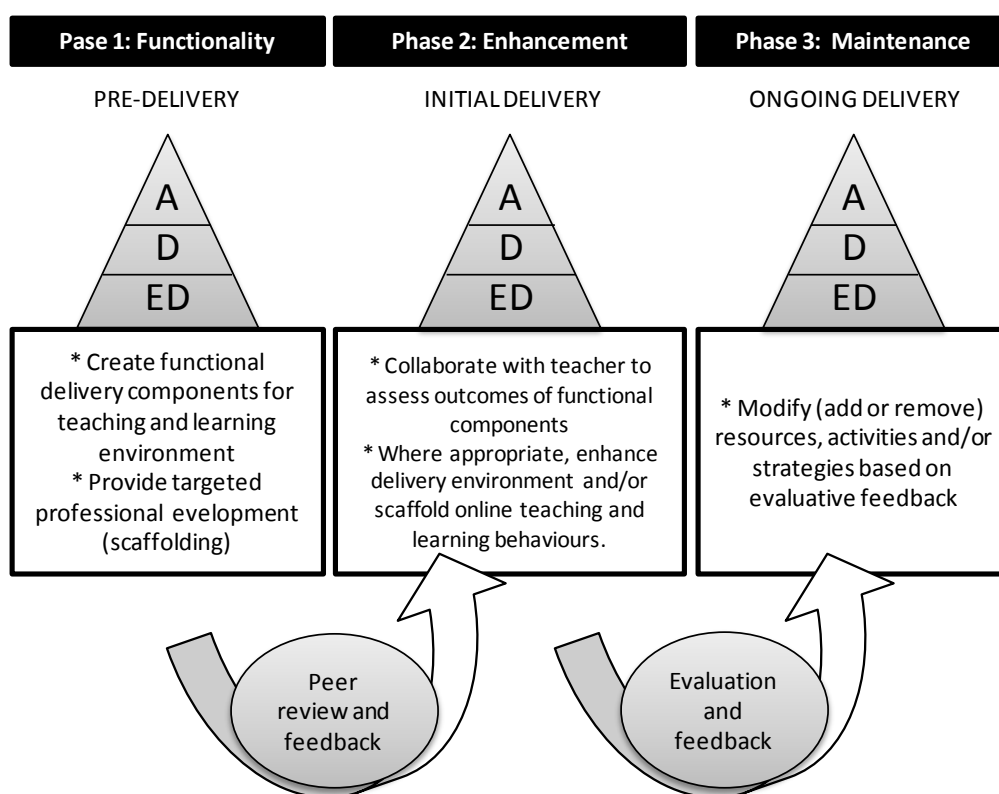 Pase 1: Functionality
Phase 2: Enhancement
Phase 3: Maintenance
PRE-DELIVERY
INITIAL DELIVERY
ONGOING DELIVERY
A
D
ED
A
D
ED
A
D
ED
* Create functional
delivery components for
teaching and learning
environment
* Provide targeted
professional evelopment
(scaffolding)
* Collaborate with teacher to
assess outcomes of functional
components
* Where appropriate, enhance
delivery environment and/or
scaffold online teaching and
learning behaviours.
* Modify (add or remove)
resources, activities and/or
strategies based on
evaluative feedback
Peer
review and
feedback
Evaluation
and
feedback